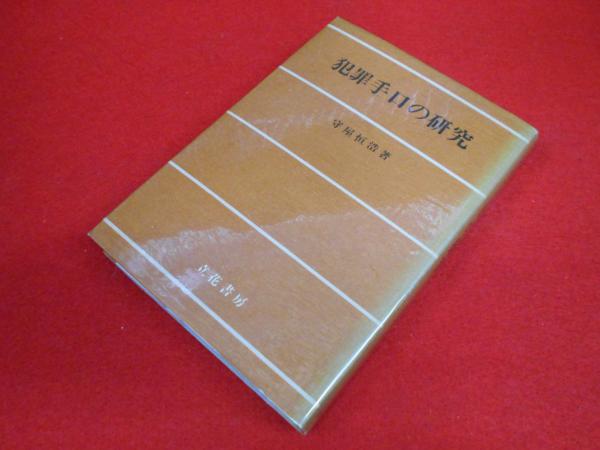 犯罪手口の研究
守屋恒浩著
立花書房